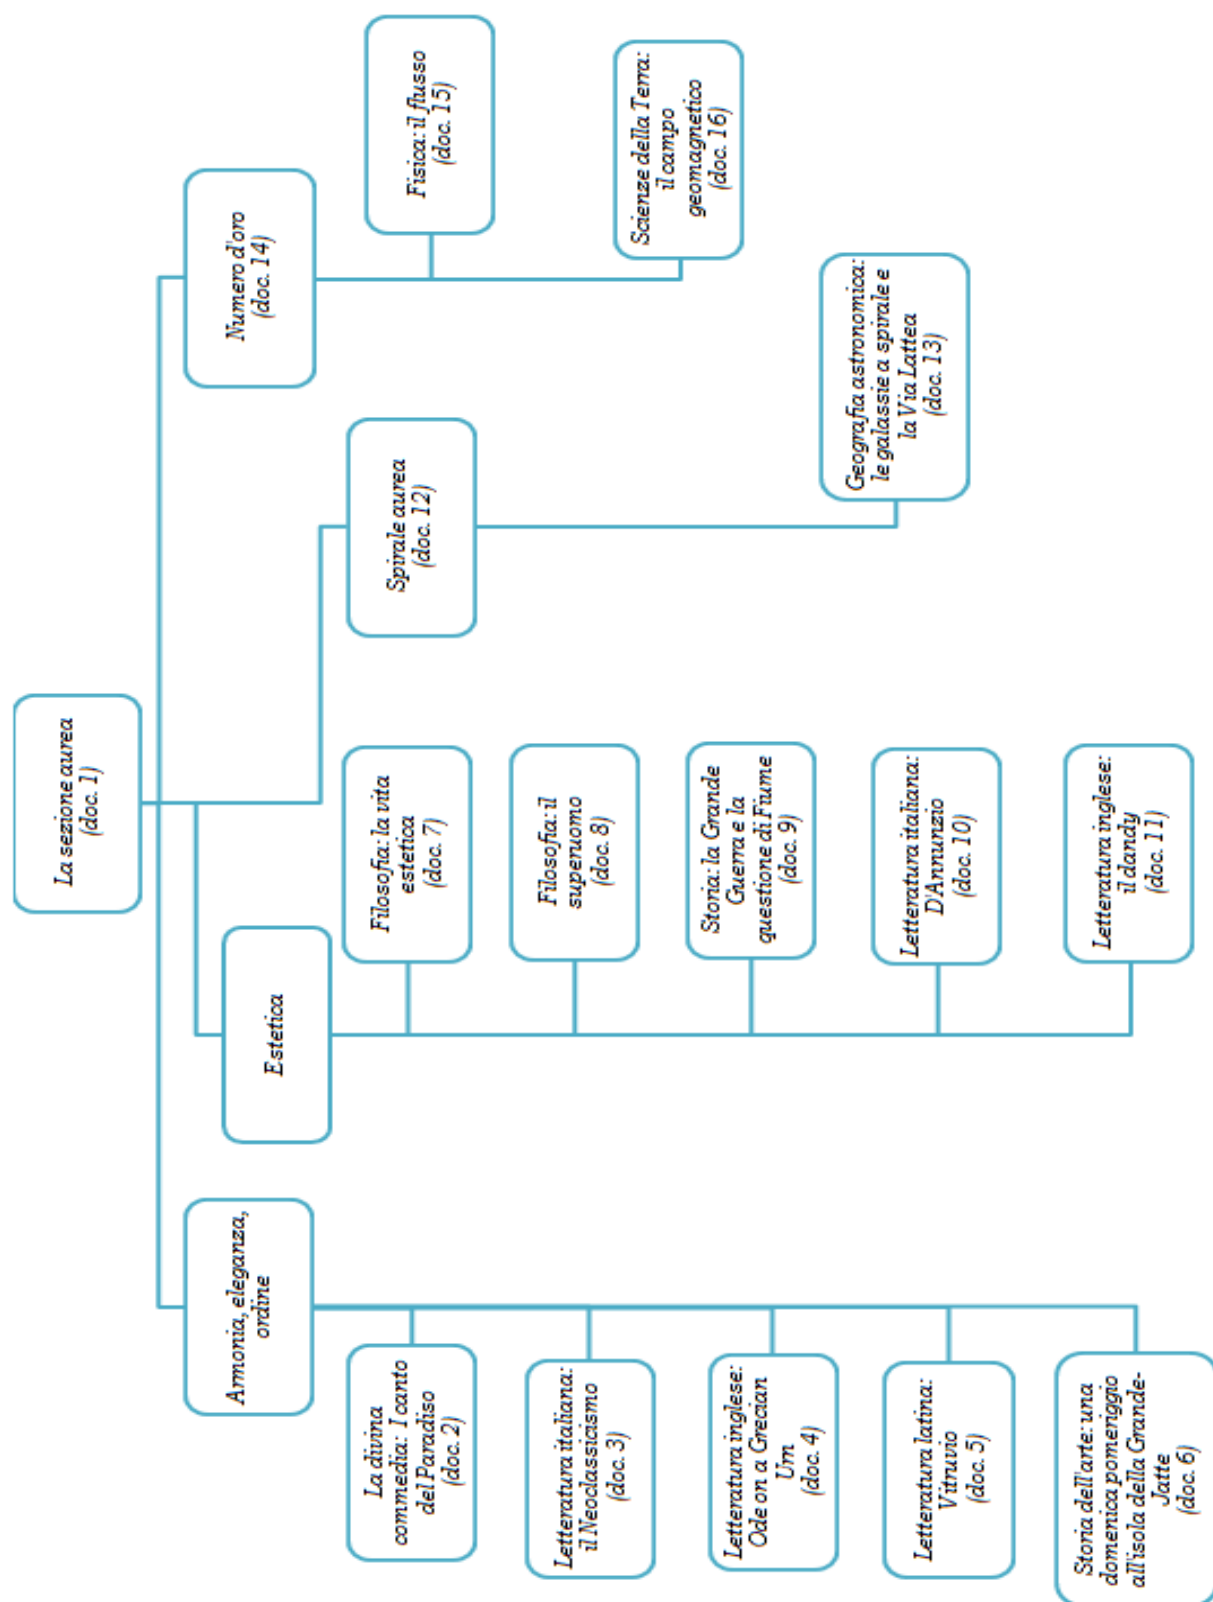 La sezione aurea
(doc. 1)
Armonia, eleganza,
ordine
La divina
commedia: I canto
del Paradiso
(doc. 2)
Letteratura italiana:
il Neoclassicismo
(doc. 3)
Letteratura inglese:
Ode on a Grecian
Urn
(doc. 4)
Letteratura latina:
Vitruvio
(doc. 5)
Storia dell'arte: una
domenica pomeriggio
all'isola della Grande-
Jatte
(doc. 6)
Estetica
Filosofia: la vita
estetica
(doc. 7)
Filosofia: il
superuomo
(doc. 8)
Storia: la Grande
Guerra e la
questione di Fiume
(doc. 9)
Letteratura italiana:
D'Annunzio
(doc. 10)
Letteratura inglese:
il dandy
(doc. 11)
Spirale aurea
(doc. 12)
Geografia astronomica:
le galassie a spirale e
la Via Lattea
(doc. 13)
Numero d'oro
(doc. 14)
Fisica: il flusso
(doc. 15)
Scienze della Terra:
il campo
geomagnetico
(doc. 16)